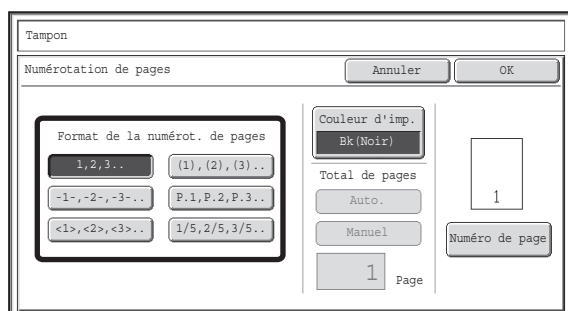 Tampon
Numérotation de pages
Annuler
OK
Format de la numérot. de pages
1,2,3..
(1),(2),(3)..
-1-,-2-,-3-..
P.1,P.2,P.3..
<1>,<2>,<3>..
1/5,2/5,3/5..
Couleur d'imp.
Bk(Noir)
Total de pages
Auto.
Manuel
1 Page
1
Numéro de page